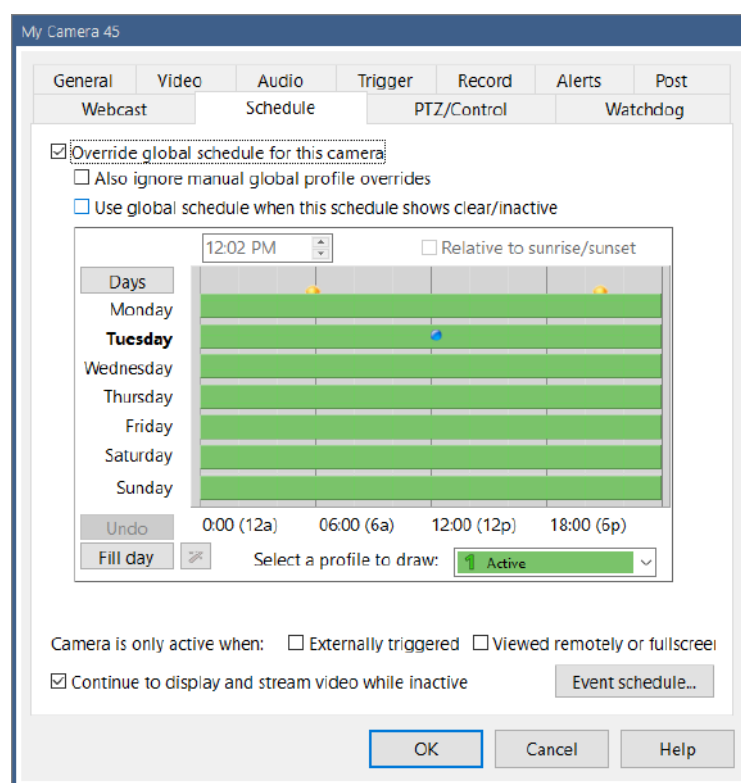 My Camera 45
General Video Audio Trigger Record Alerts Post
Webcast Schedule PTZ/Control Watchdog
Override global schedule for this camera
Also ignore manual global profile overrides
Use global schedule when this schedule shows clear/inactive
12:02 PM Relative to sunrise/sunset
Days
Monday
Tuesday
Wednesday
Thursday
Friday
Saturday
Sunday
Undo 0:00 (12a) 06:00 (6a) 12:00 (12p) 18:00 (6p)
Fill day Select a profile to draw: 1 Active
Camera is only active when: Externally triggered Viewed remotely or fullscreen
Continue to display and stream video while inactive Event schedule...
OK Cancel Help